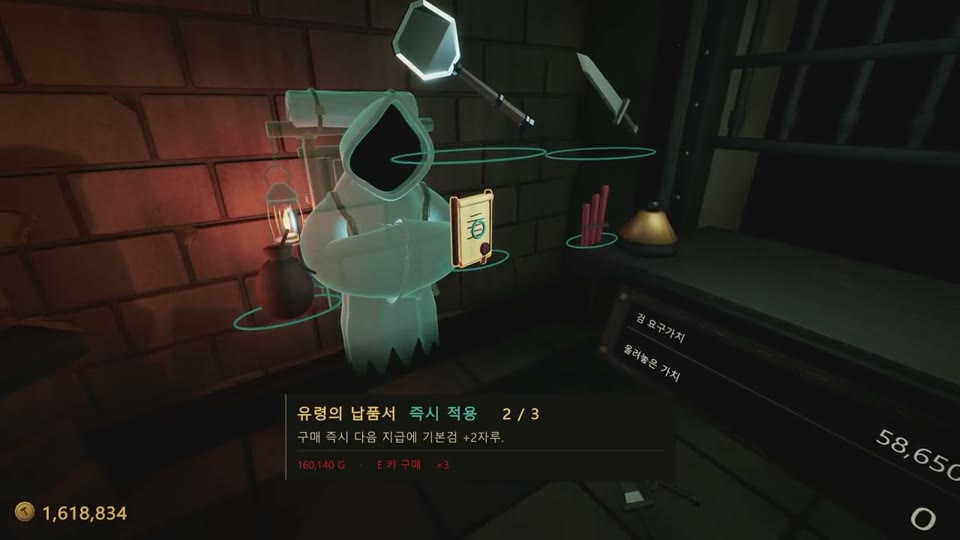 검 요구가치
올려놓은 가치
58,650
0
유령의 납품서 즉시 적용 2 / 3
구매 즉시 다음 지급에 기본검 +2자루.
160,140 G · E 키 구매 ×3
1,618,834